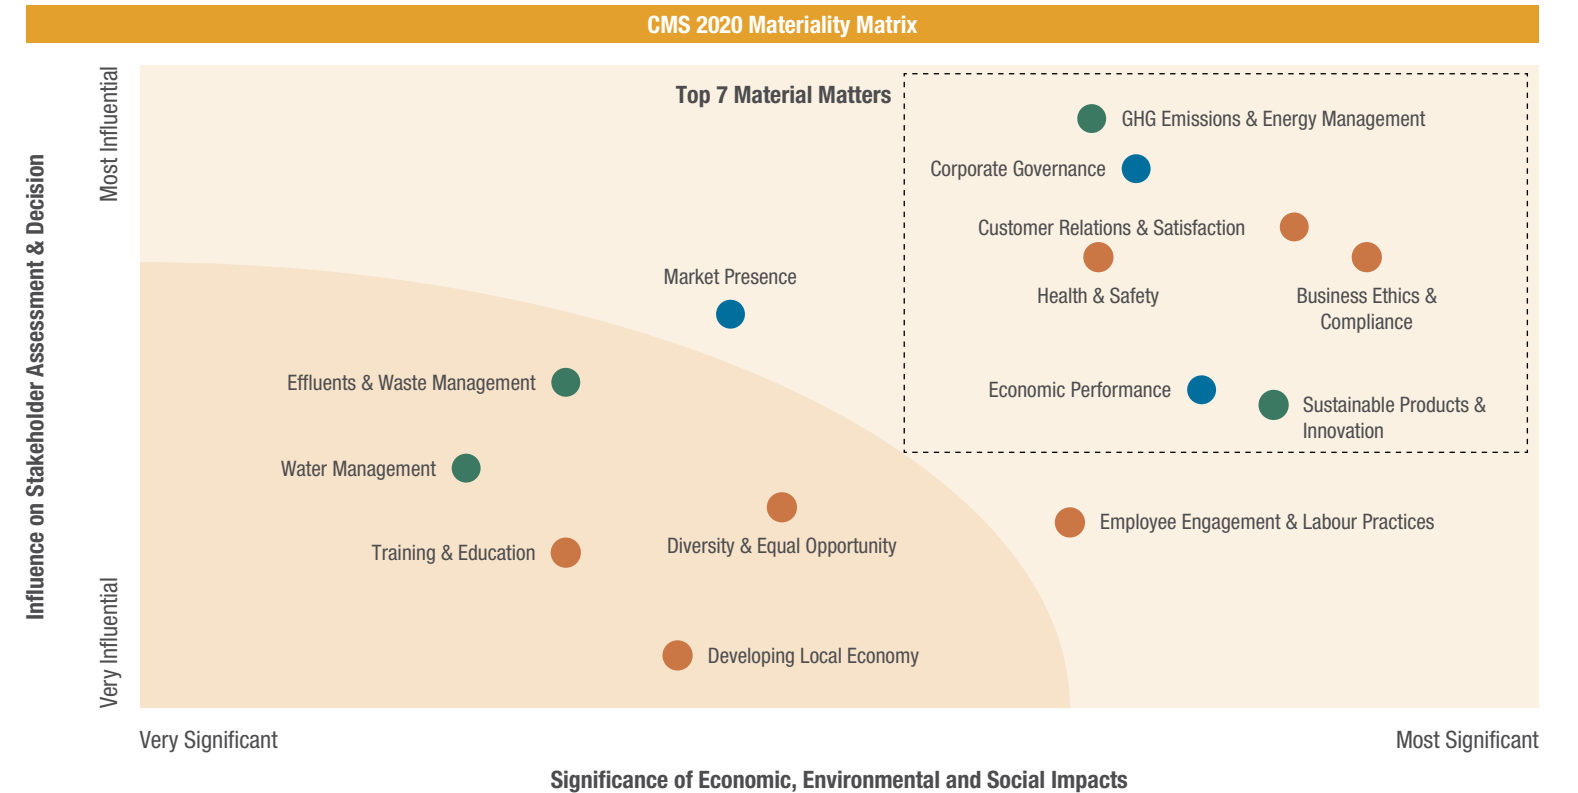 CMS 2020 Materiality Matrix
Influence on Stakeholder Assessment & Decision
Most Influential
Very Influential
Top 7 Material Matters
GHG Emissions & Energy Management
Corporate Governance
Customer Relations & Satisfaction
Health & Safety
Business Ethics &
Compliance
Market Presence
Effluents & Waste Management
Economic Performance
Sustainable Products &
Innovation
Water Management
Employee Engagement & Labour Practices
Training & Education
Diversity & Equal Opportunity
Developing Local Economy
Very Significant
Most Significant
Significance of Economic, Environmental and Social Impacts